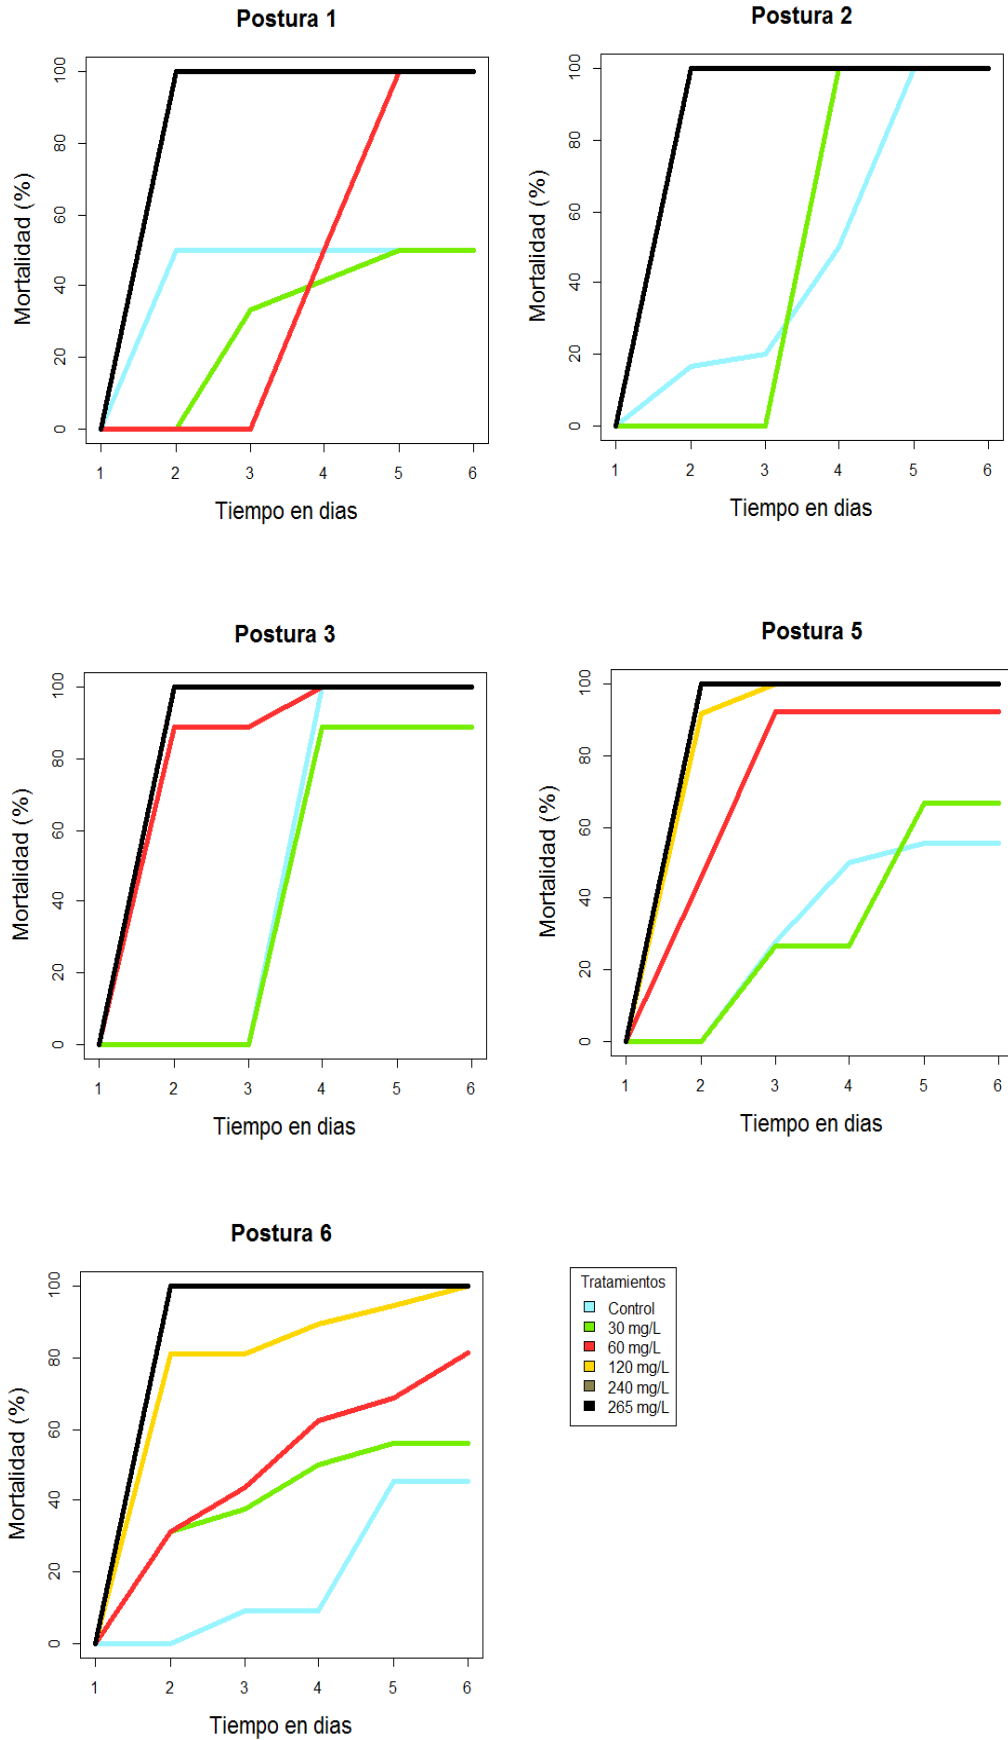 Postura 1
Mortalidad (%)
100
80
60
40
20
0
1 2 3 4 5 6
Tiempo en dias
Postura 2
Mortalidad (%)
100
80
60
40
20
0
1 2 3 4 5 6
Tiempo en dias
Postura 3
Mortalidad (%)
100
80
60
40
20
0
1 2 3 4 5 6
Tiempo en dias
Postura 5
Mortalidad (%)
100
80
60
40
20
0
1 2 3 4 5 6
Tiempo en dias
Postura 6
Mortalidad (%)
100
80
60
40
20
0
1 2 3 4 5 6
Tiempo en dias
Tratamientos
Control
30 mg/L
60 mg/L
120 mg/L
240 mg/L
265 mg/L